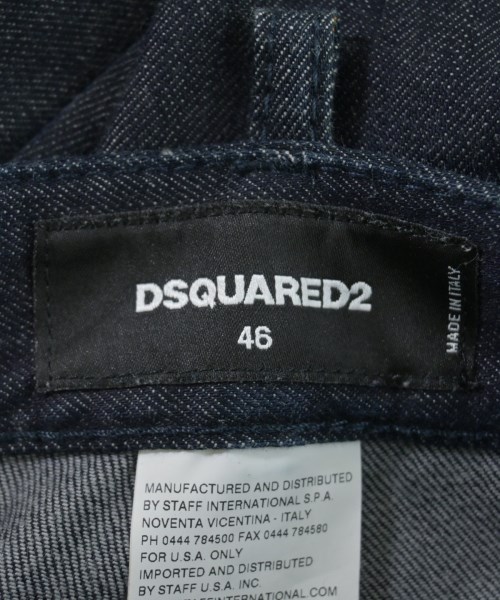 DSQUARED2
46
MADE IN ITALY
MANUFACTURED AND DISTRIBUTED
BY STAFF INTERNATIONAL S.P.A.
NOVENTA VICENTINA - ITALY
PH 0444 784500 FAX 0444 784580
FOR U.S.A. ONLY
IMPORTED AND DISTRIBUTED
BY STAFF U.S.A. INC.